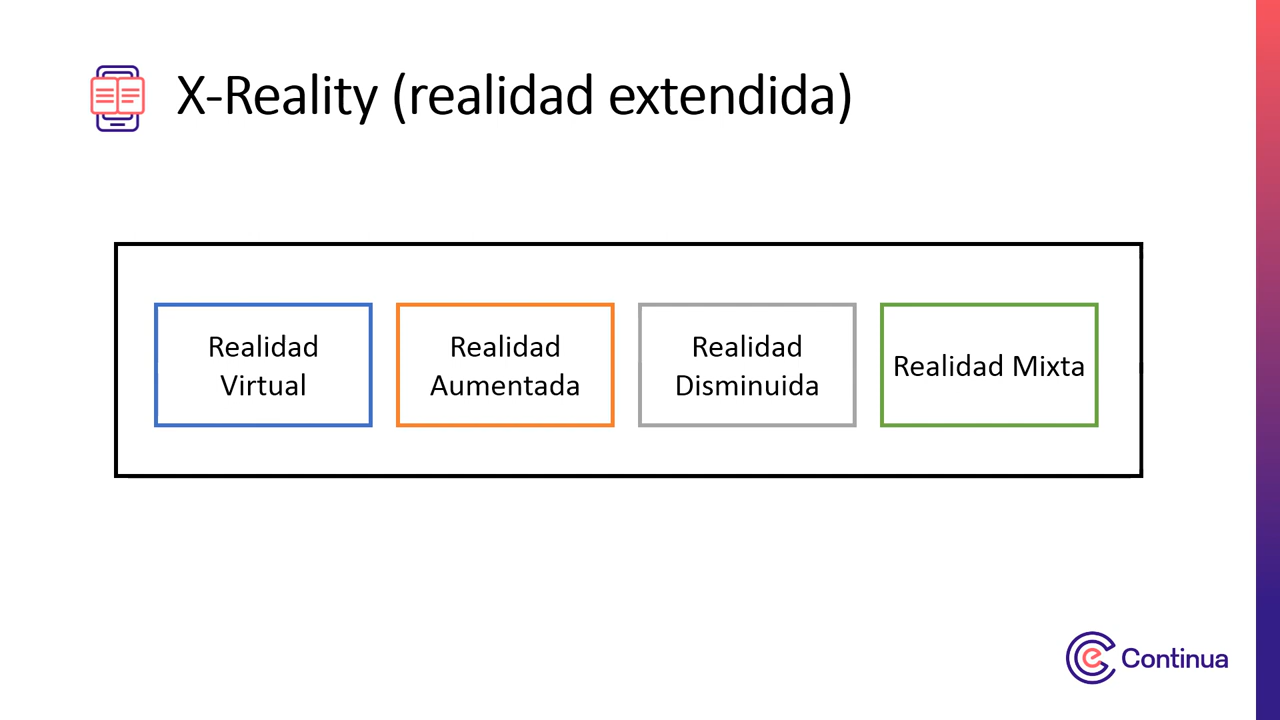 X-Reality (realidad extendida)
Realidad
Virtual
Realidad
Aumentada
Realidad
Disminuida
Realidad Mixta
Continua